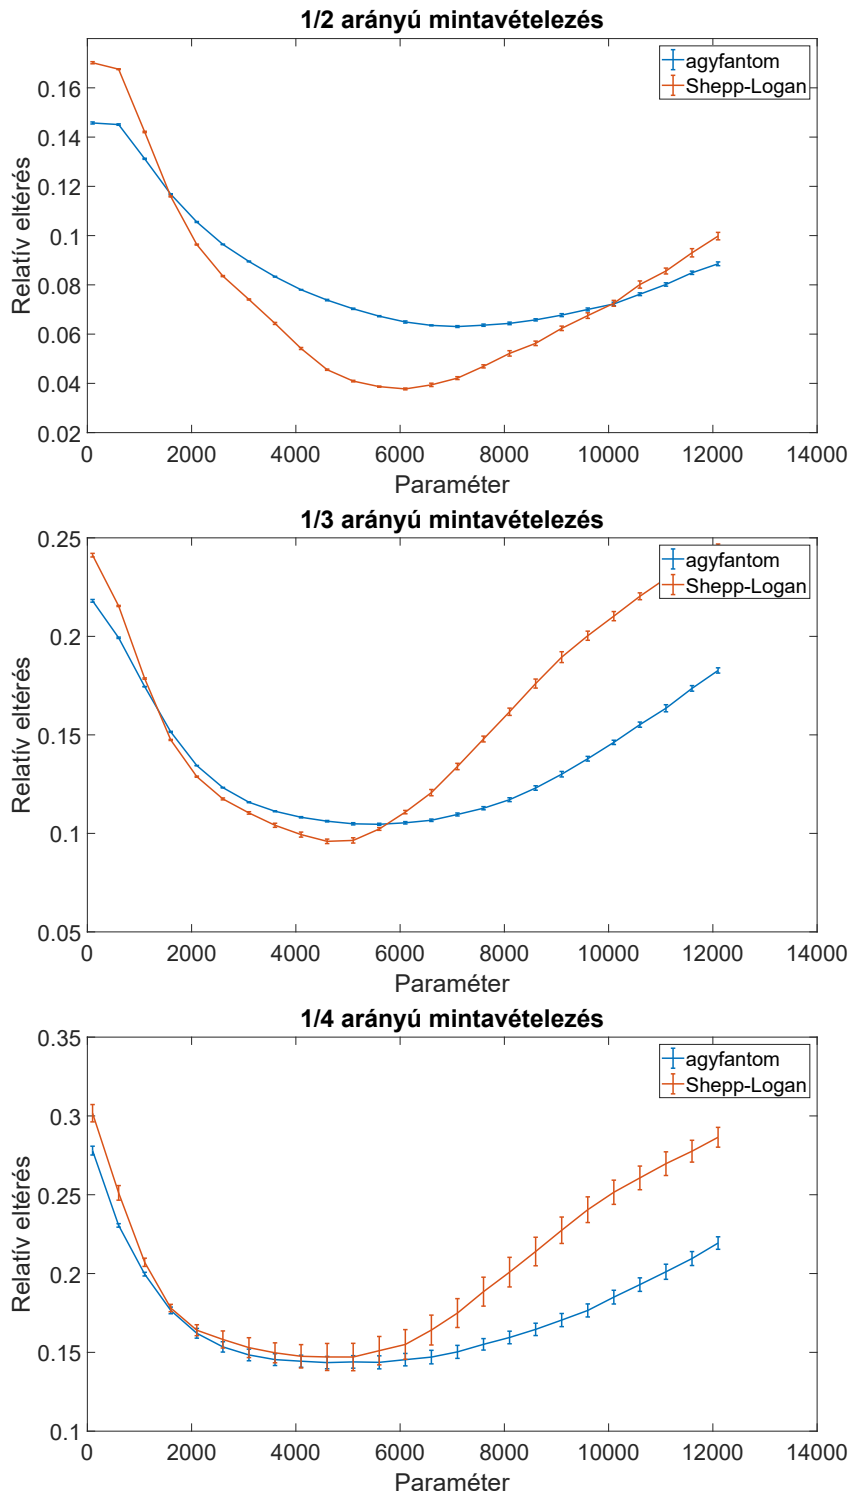 1/2 arányú mintavételezés
agyfantom
Shepp-Logan
Relatív eltérés
0.16
0.14
0.12
0.1
0.08
0.06
0.04
0.02
0 2000 4000 6000 8000 10000 12000 14000
Paraméter
1/3 arányú mintavételezés
agyfantom
Shepp-Logan
Relatív eltérés
0.25
0.2
0.15
0.1
0.05
0 2000 4000 6000 8000 10000 12000 14000
Paraméter
1/4 arányú mintavételezés
agyfantom
Shepp-Logan
Relatív eltérés
0.35
0.3
0.25
0.2
0.15
0.1
0 2000 4000 6000 8000 10000 12000 14000
Paraméter